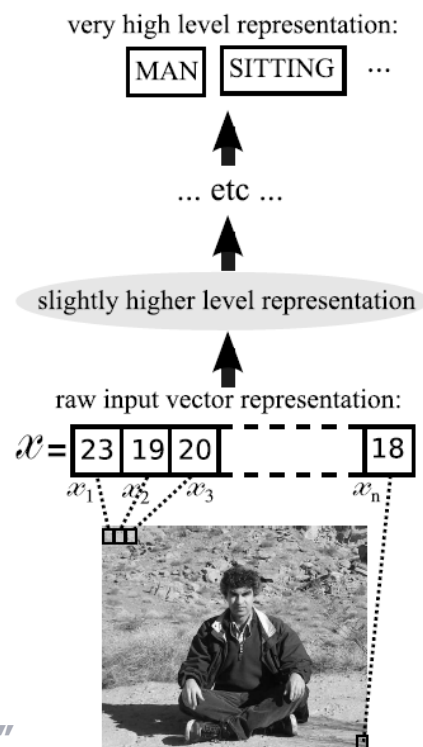 very high level representation:
MAN SITTING ...
... etc ...
slightly higher level representation
raw input vector representation:
x = 23 19 20 18
x₁ x₂ x₃ xₙ
"